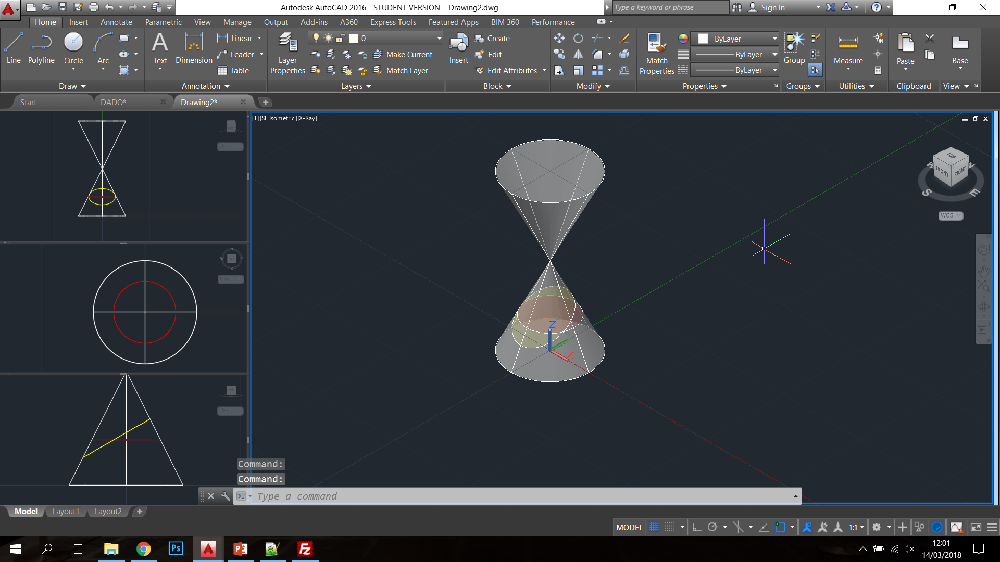 Autodesk AutoCAD 2016 - STUDENT VERSION Drawing2.dwg
Type a keyword or phrase
Sign In
Home Insert Annotate Parametric View Manage Output Add-ins A360 Express Tools Featured Apps BIM 360 Performance
Line
Polyline
Circle
Arc
Draw
Text
Dimension
Linear
Leader
Table
Annotation
Layer
Properties
0
Make Current
Match Layer
Layers
Insert
Create
Edit
Edit Attributes
Block
Modify
Match
Properties
ByLayer
ByLayer
ByLayer
Properties
Group
Groups
Measure
Utilities
Paste
Clipboard
Base
View
Start
DADO*
Drawing2*
[+][SE Isometric][X-Ray]
TOP
FRONT
RIGHT
W
N
S
E
WCS
Z
X
N
W
E
S
Command:
Command:
Type a command
Model Layout1 Layout2
MODEL
1:1
Ps
12:01
14/03/2018